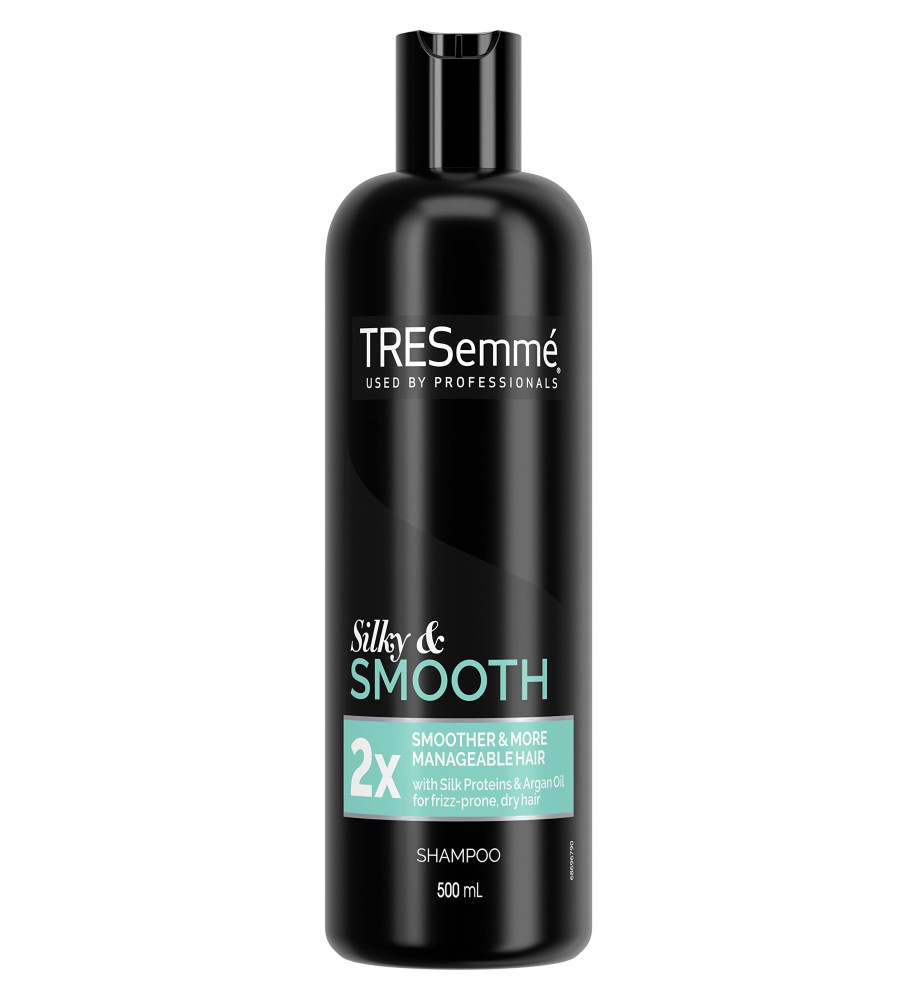 TRESemmé®
USED BY PROFESSIONALS
Silky &
SMOOTH
2x
SMOOTHER & MORE
MANAGEABLE HAIR
with Silk Proteins & Argan Oil
for frizz-prone, dry hair
SHAMPOO
500 mL
68696790